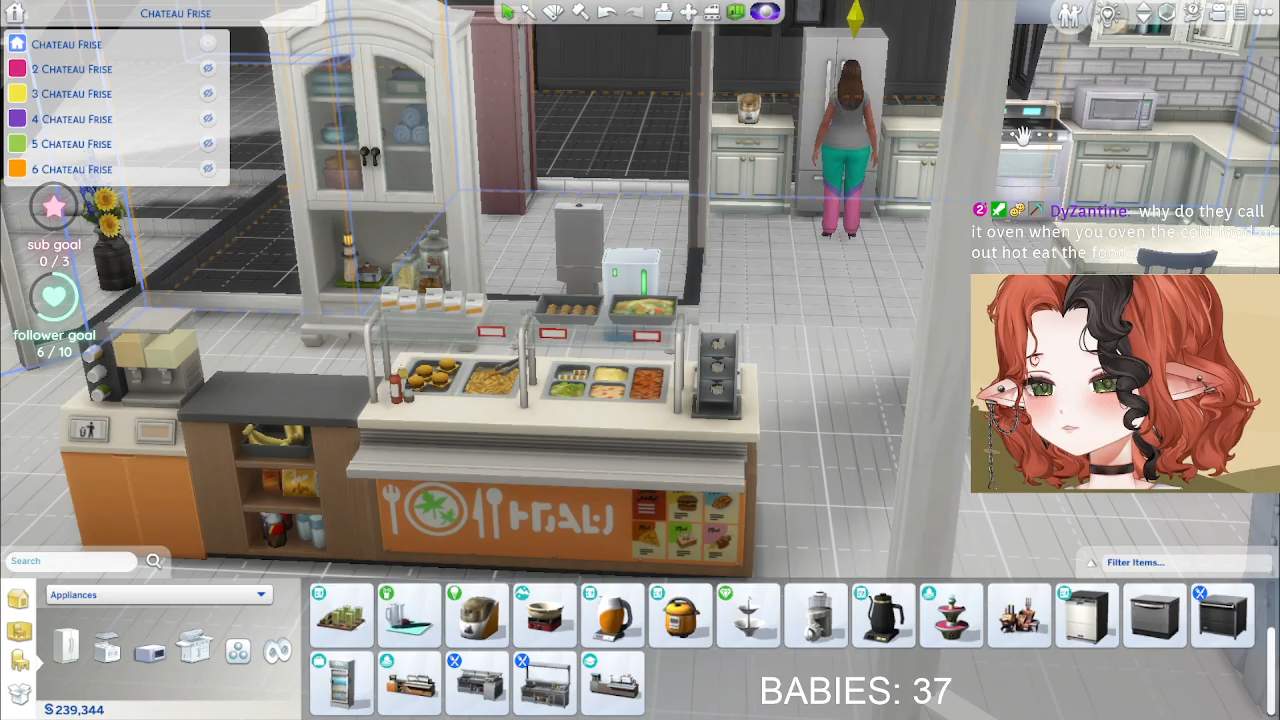 CHATEAU FRISE
CHATEAU FRISE
2 CHATEAU FRISE
3 CHATEAU FRISE
4 CHATEAU FRISE
5 CHATEAU FRISE
6 CHATEAU FRISE
sub goal
0 / 3
follower goal
6 / 10
DyZantine: why do they call
it oven when you oven the cold food of
out hot eat the food
Search
Filter Items...
Appliances
BABIES: 37
§239,344